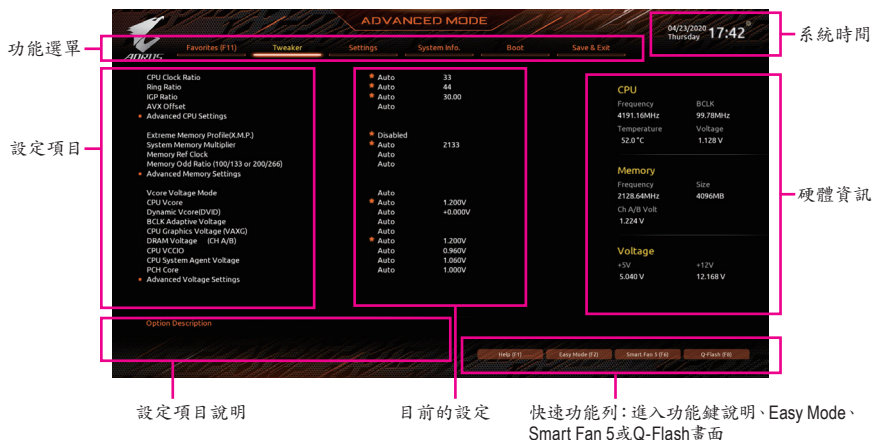 ADVANCED MODE
04/23/2020
Thursday
17:42
系統時間
AORUS
功能選單
Favorites (F11) Tweaker Settings System Info. Boot Save & Exit
設定項目
CPU Clock Ratio Auto 33
Ring Ratio Auto 44
IGP Ratio Auto 30.00
AVX Offset Auto
Advanced CPU Settings
Extreme Memory Profile(X.M.P.) Disabled
System Memory Multiplier Auto 2133
Memory Ref Clock Auto
Memory Odd Ratio (100/133 or 200/266) Auto
Advanced Memory Settings
Vcore Voltage Mode Auto
CPU Vcore Auto 1.200V
Dynamic Vcore(DVID) Auto +0.000V
BCLK Adaptive Voltage Auto
CPU Graphics Voltage (VAXG) Auto
DRAM Voltage (CH A/B) Auto 1.200V
CPU VCCIO Auto 0.960V
CPU System Agent Voltage Auto 1.060V
PCH Core Auto 1.000V
Advanced Voltage Settings
CPU
Frequency BCLK
4191.16MHz 99.78MHz
Temperature Voltage
52.0 °C 1.128 V
Memory
Frequency Size
2128.64MHz 4096MB
Ch A/B Volt
1.224 V
Voltage
+5V +12V
5.040 V 12.168 V
硬體資訊
Option Description
Help (F1) Easy Mode (F2) Smart Fan 5 (F6) Q-Flash (F8)
設定項目說明
目前的設定
快速功能列：進入功能鍵說明、Easy Mode、
Smart Fan 5或Q-Flash畫面